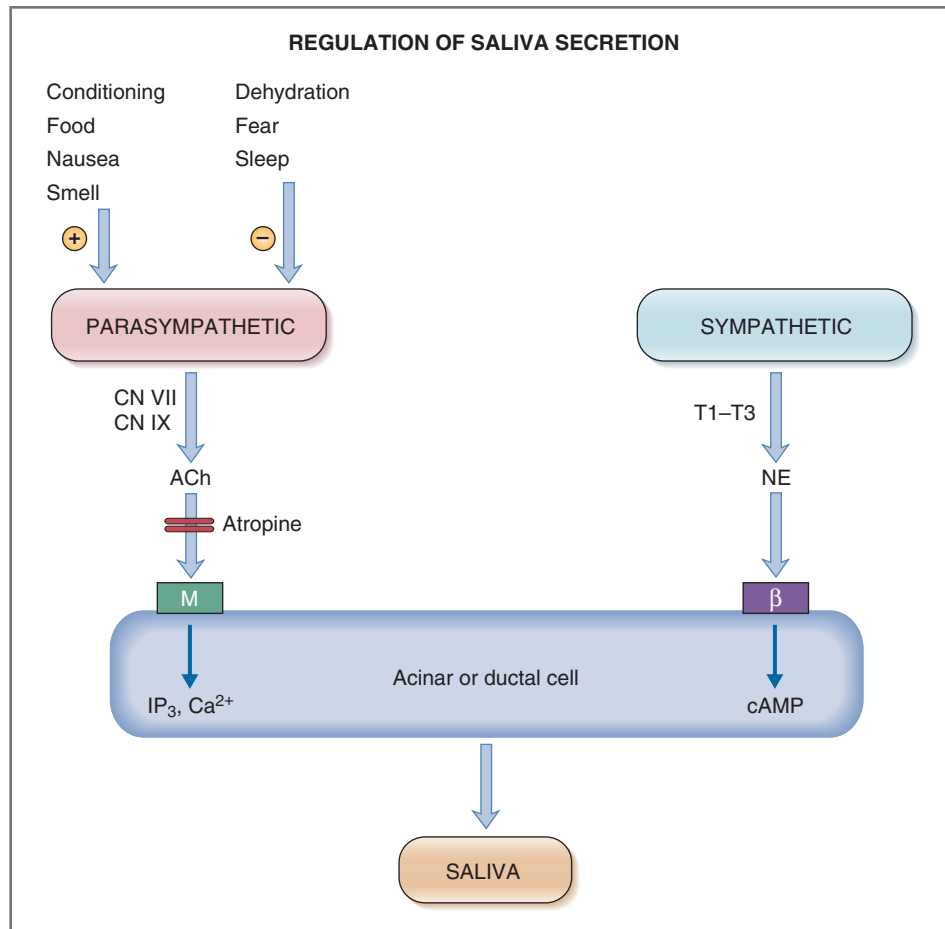 REGULATION OF SALIVA SECRETION
Conditioning
Food
Nausea
Smell
Dehydration
Fear
Sleep
+
−
PARASYMPATHETIC
SYMPATHETIC
CN VII
CN IX
T1–T3
ACh
NE
Atropine
M
β
Acinar or ductal cell
IP₃, Ca²⁺
cAMP
SALIVA